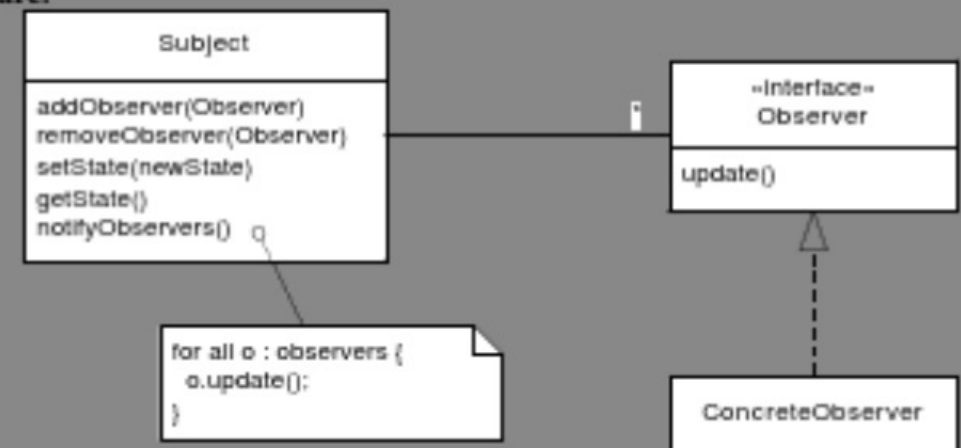 Subject
addObserver(Observer)
removeObserver(Observer)
setState(newState)
getState()
notifyObservers()
*
«Interface»
Observer
update()
for all o : observers {
o.update();
}
ConcreteObserver